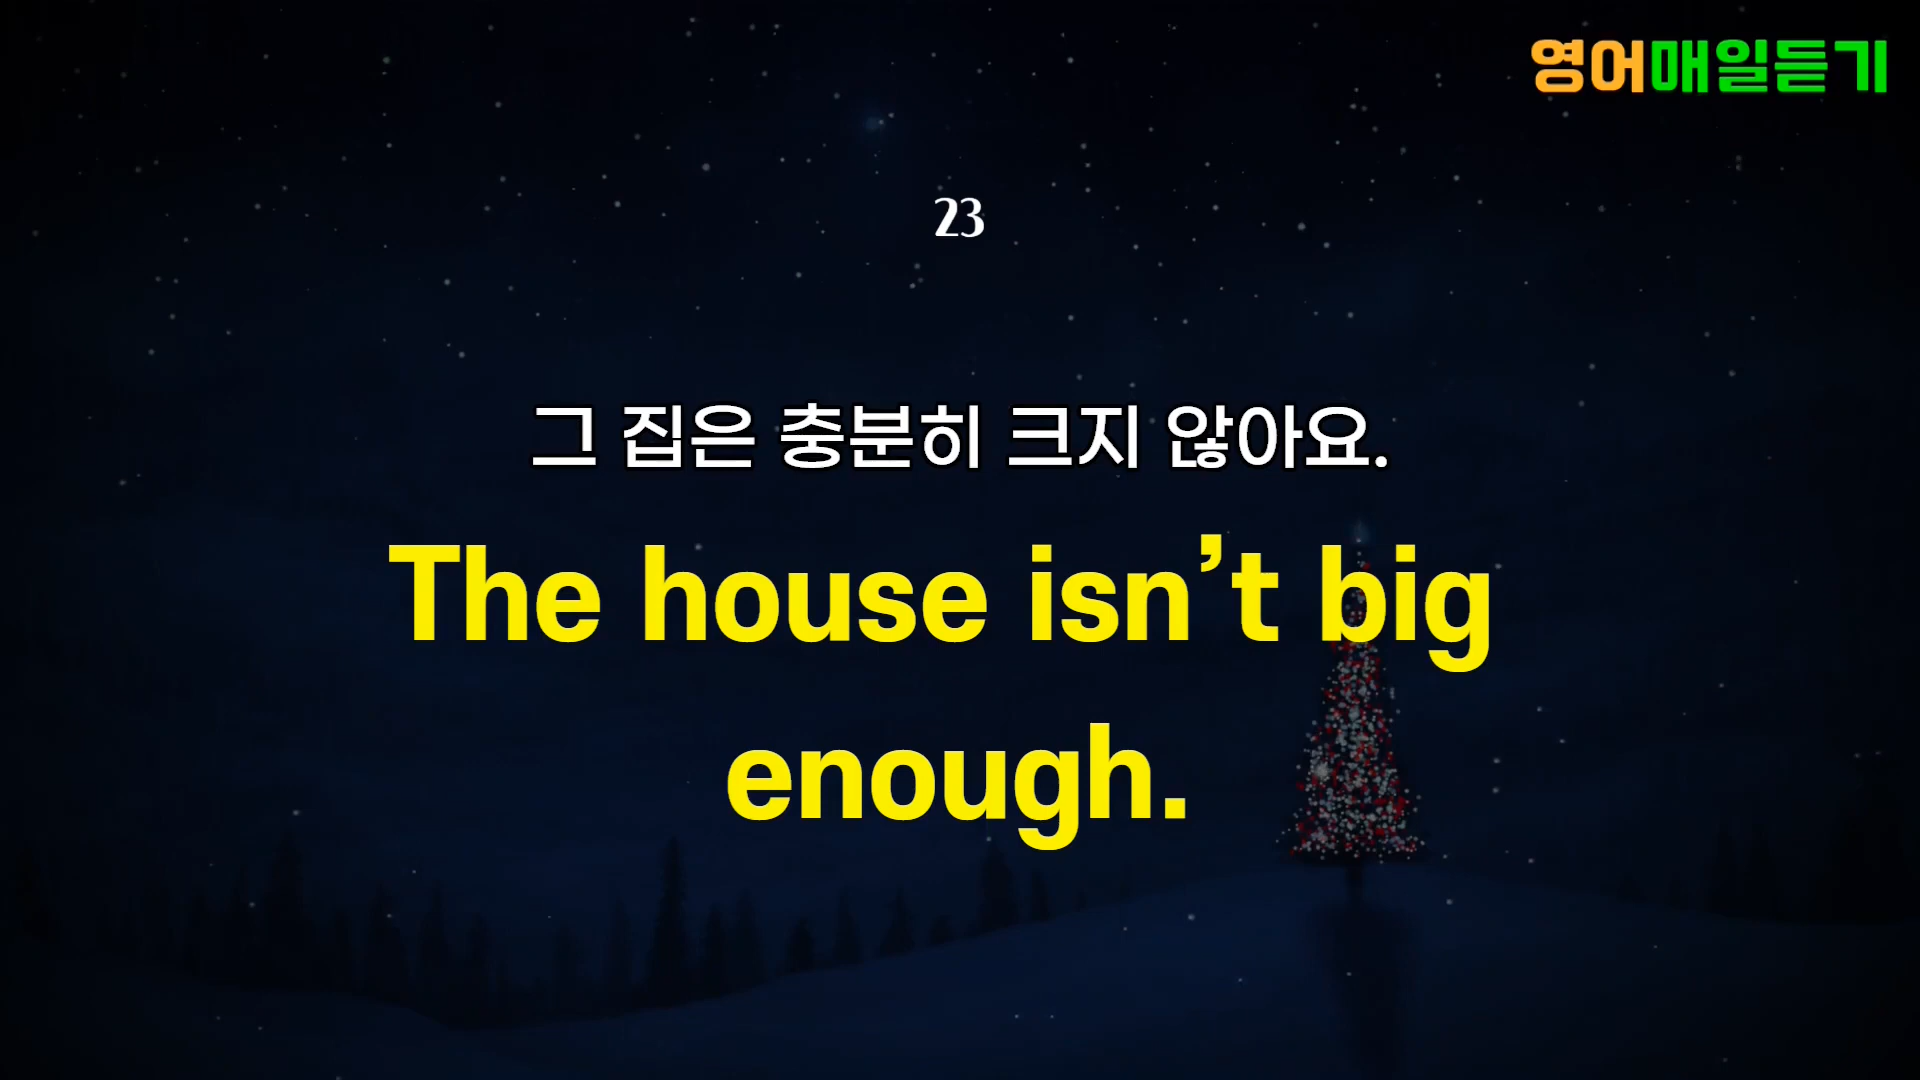 영어매일듣기
23
그 집은 충분히 크지 않아요.
The house isn’t big
enough.